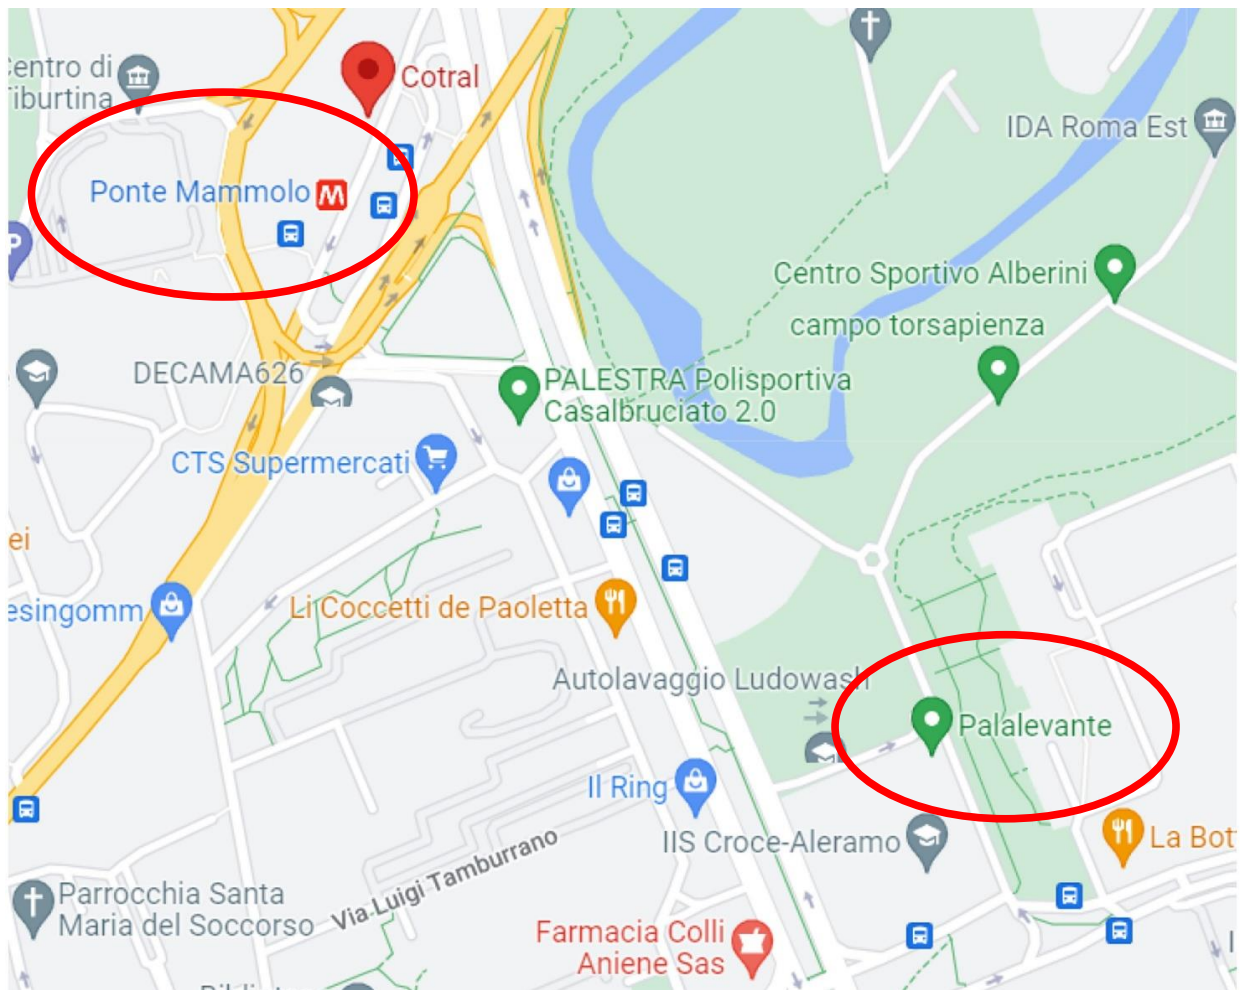 Cotral
entro di
iburtina
IDA Roma Est
Ponte Mammolo M
P
Centro Sportivo Alberini
campo torsapienza
DECAMA626
PALESTRA Polisportiva
Casalbruciato 2.0
CTS Supermercati
ei
esingomm
Li Coccetti de Paoletta
Autolavaggio Ludowash
Palalevante
Il Ring
IIS Croce-Aleramo
La Bot
Via Luigi Tamburrano
Parrocchia Santa
Maria del Soccorso
Farmacia Colli
Aniene Sas